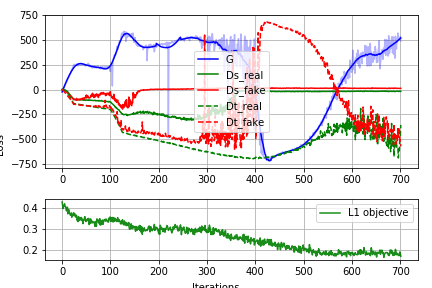 750
500
250
0
−250
−500
−750
Loss
G
Ds_real
Ds_fake
Dt_real
Dt_fake
0 100 200 300 400 500 600 700
0.4
0.3
0.2
L1 objective
0 100 200 300 400 500 600 700
Iterations